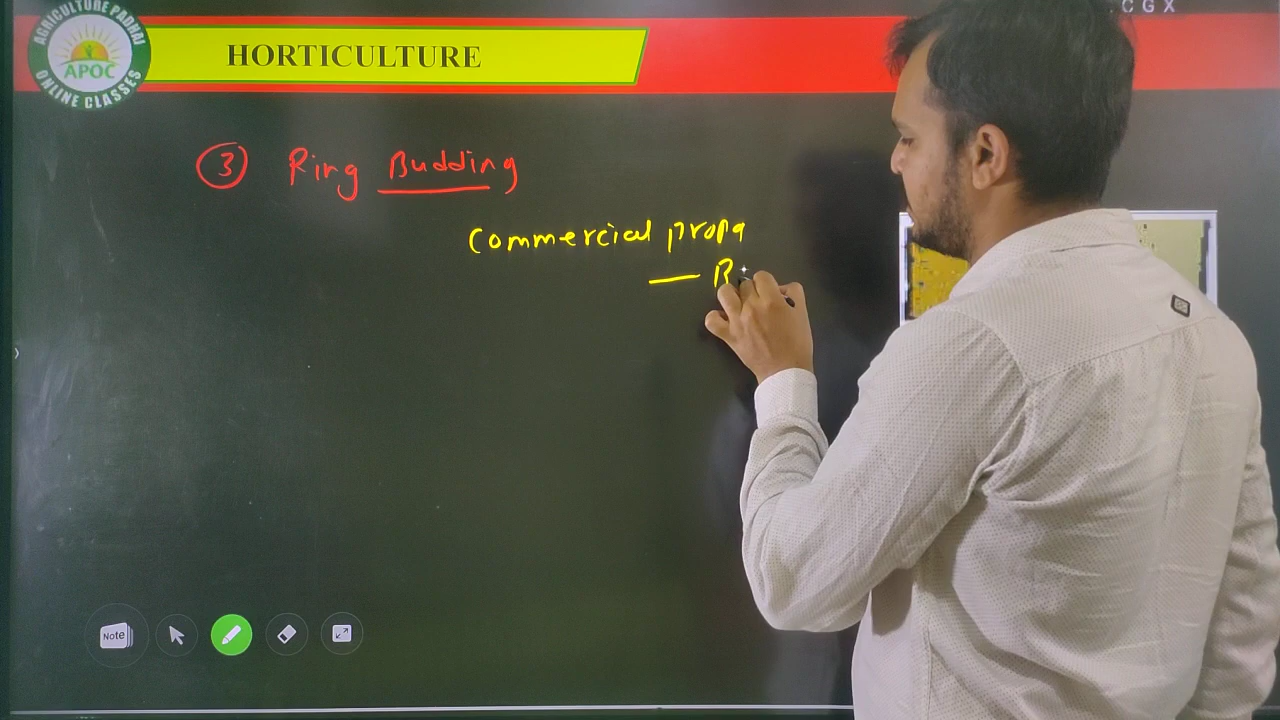 CGX
AGRICULTURE PADHAI
APOC
ONLINE CLASSES
HORTICULTURE
3 Ring Budding
Commercial propa
— B
Note